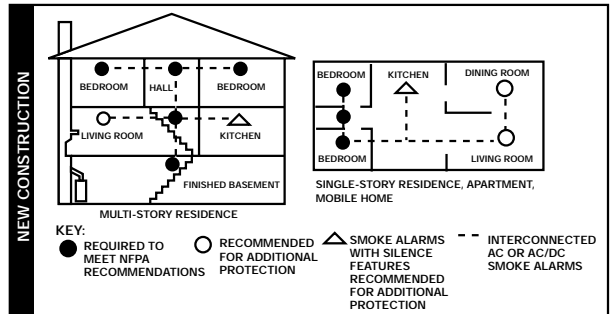 NEW CONSTRUCTION
BEDROOM
HALL
BEDROOM
LIVING ROOM
KITCHEN
FINISHED BASEMENT
MULTI-STORY RESIDENCE
BEDROOM
KITCHEN
DINING ROOM
BEDROOM
LIVING ROOM
SINGLE-STORY RESIDENCE, APARTMENT,
MOBILE HOME
KEY:
REQUIRED TO
MEET NFPA
RECOMMENDATIONS
RECOMMENDED
FOR ADDITIONAL
PROTECTION
SMOKE ALARMS
WITH SILENCE
FEATURES
RECOMMENDED
FOR ADDITIONAL
PROTECTION
INTERCONNECTED
AC OR AC/DC
SMOKE ALARMS